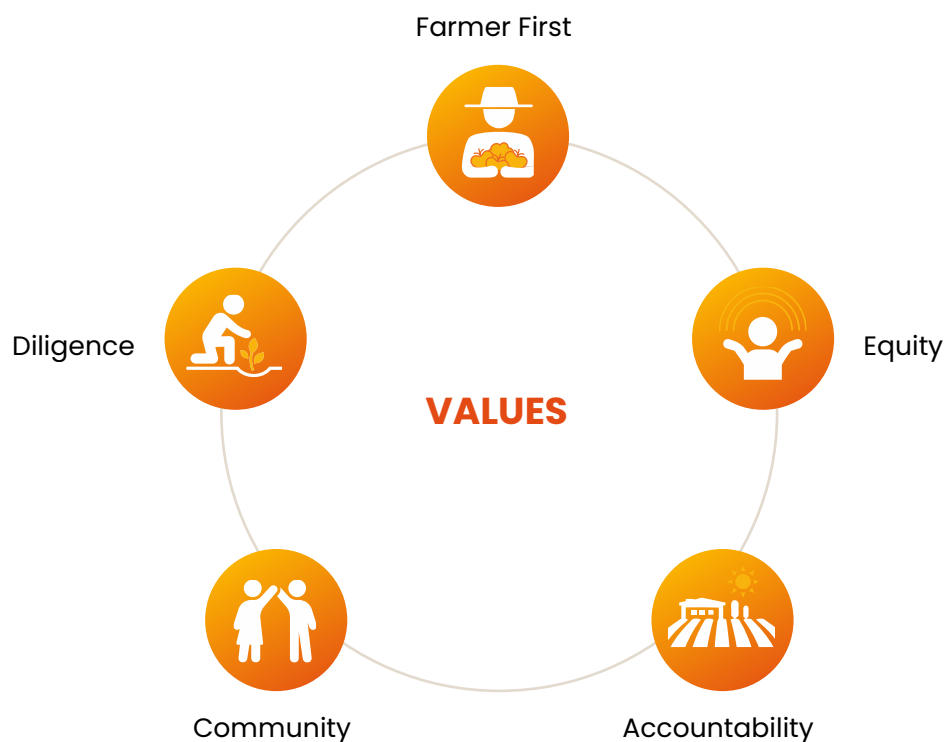 Farmer First
Diligence
Equity
VALUES
Community
Accountability